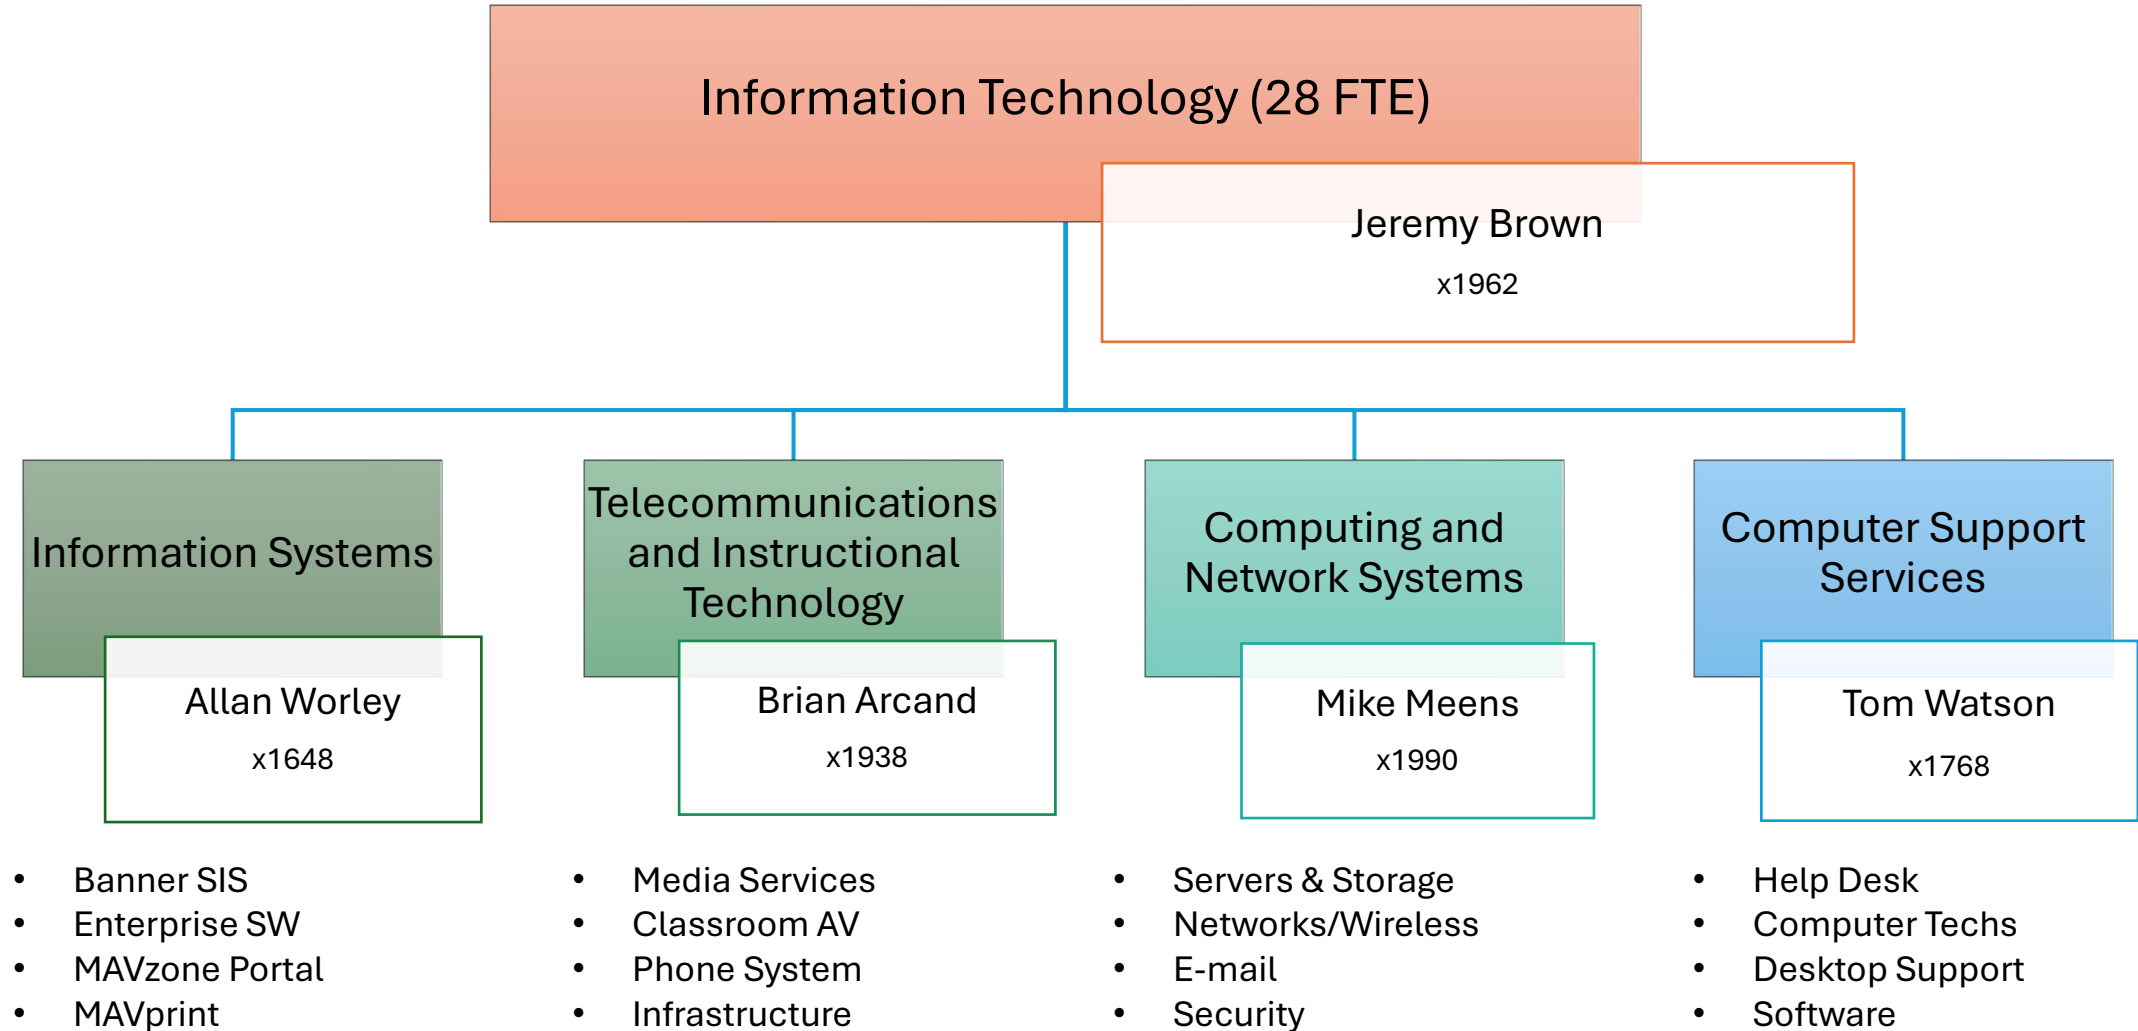 Information Technology (28 FTE)
Jeremy Brown
x1962
Information Systems
Allan Worley
x1648
Telecommunications
and Instructional
Technology
Brian Arcand
x1938
Computing and
Network Systems
Mike Meens
x1990
Computer Support
Services
Tom Watson
x1768
• Banner SIS
• Enterprise SW
• MAVzone Portal
• MAVprint
• Media Services
• Classroom AV
• Phone System
• Infrastructure
• Servers & Storage
• Networks/Wireless
• E-mail
• Security
• Help Desk
• Computer Techs
• Desktop Support
• Software